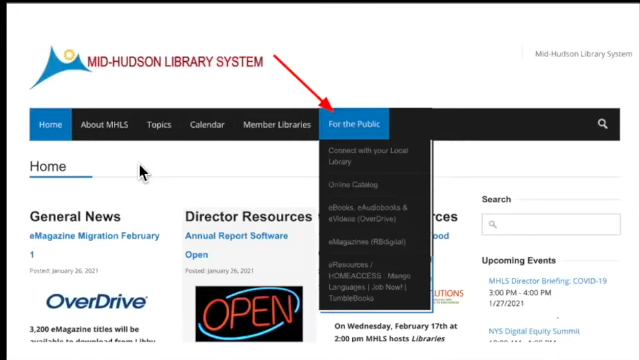 MID-HUDSON LIBRARY SYSTEM
Mid-Hudson Library System
Home About MHLS Topics Calendar Member Libraries For the Public
Connect with your Local
Library
Online Catalog
eBooks, eAudiobooks &
eVideos (OverDrive)
eMagazines (RBdigital)
eResources /
HOMEACCESS : Mango
Languages | Job Now! |
TumbleBooks
Home
General News
eMagazine Migration February
1
Posted: January 26, 2021
OverDrive
3,200 eMagazine titles will be
available to download from Libby
Director Resources
Annual Report Software
Open
Posted: January 26, 2021
OPEN
On Wednesday, February 17th at
2:00 pm MHLS hosts Libraries
Search
Upcoming Events
MHLS Director Briefing: COVID-19
3:00 PM - 4:00 PM
1/27/2021
NYS Digital Equity Summit